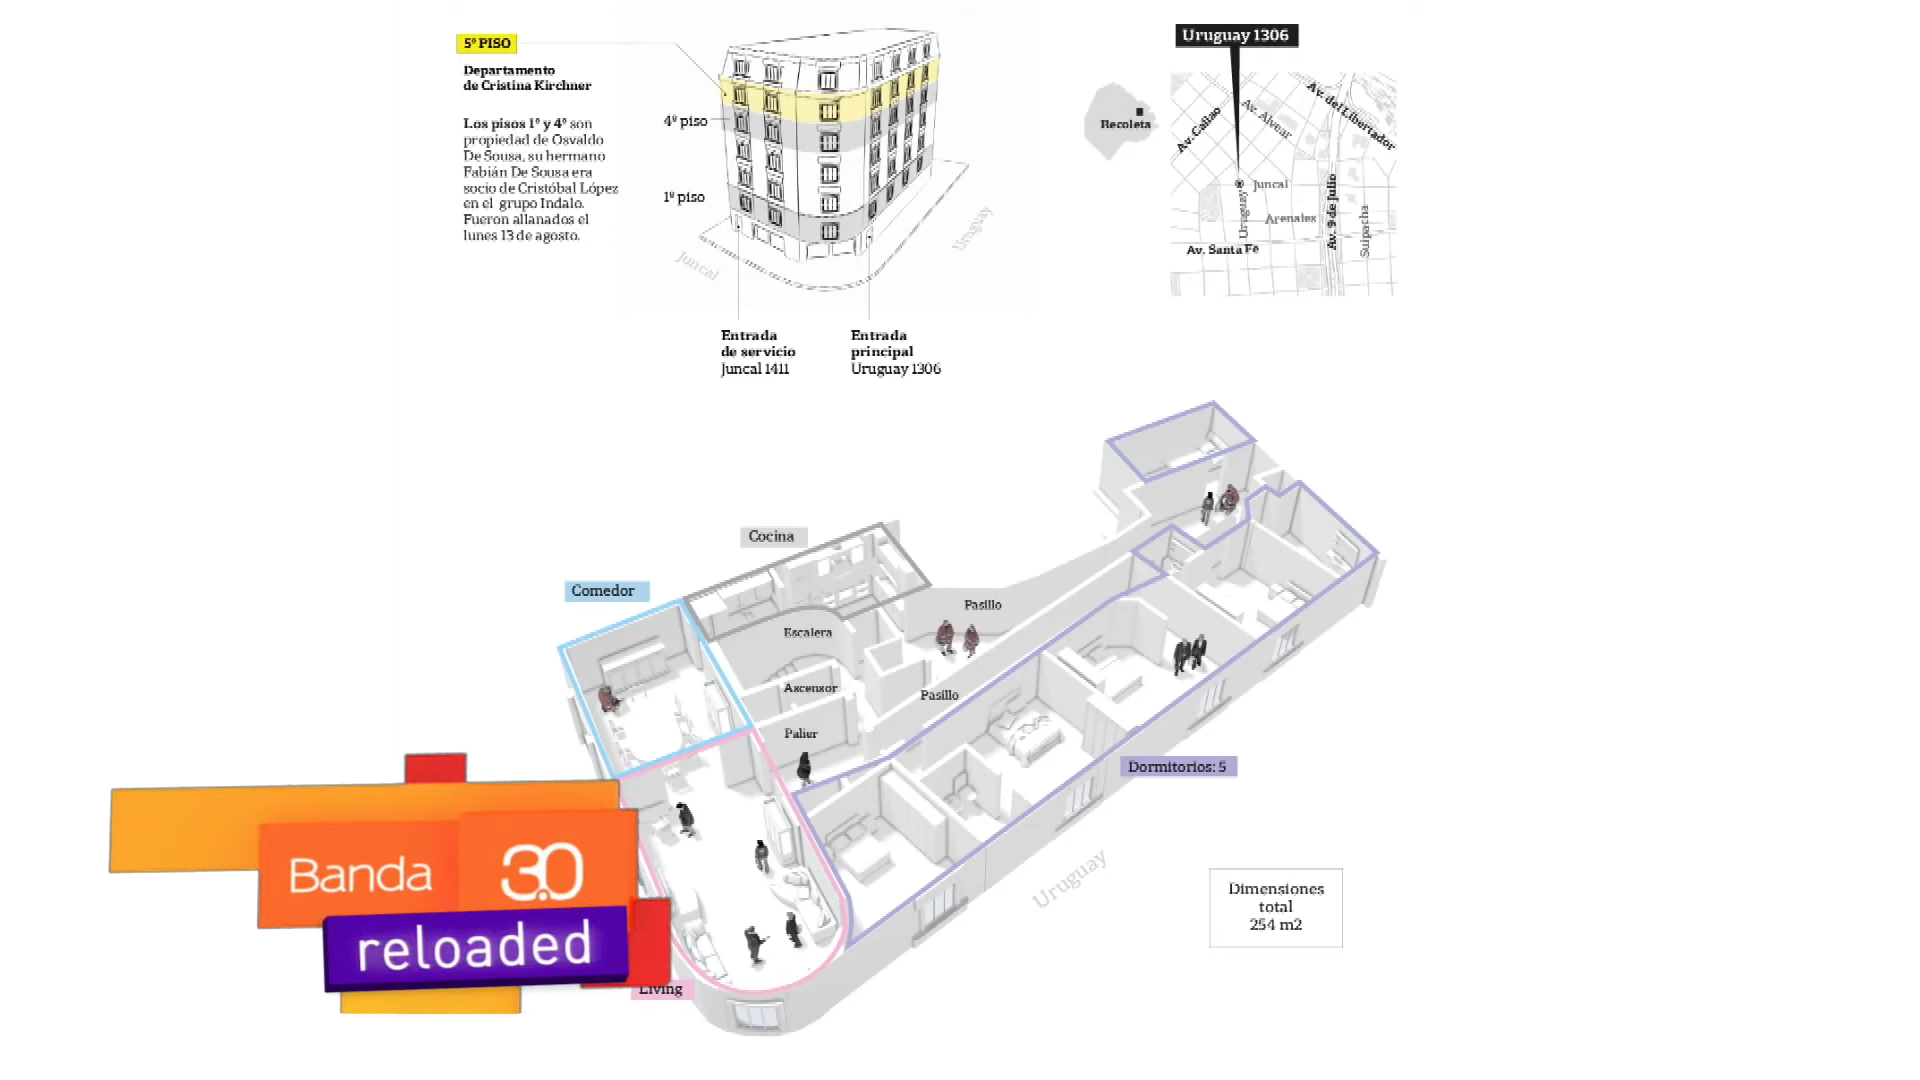 5º PISO
Departamento
de Cristina Kirchner
Los pisos 1º y 4º son
propiedad de Osvaldo
De Sousa, su hermano
Fabián De Sousa era
socio de Cristóbal López
en el grupo Indalo.
Fueron allanados el
lunes 13 de agosto.
4º piso
1º piso
Juncal
Uruguay
Entrada
de servicio
Juncal 1411
Entrada
principal
Uruguay 1306
Uruguay 1306
Recoleta
Av. Callao
Av. Alvear
Av. del Libertador
Juncal
Uruguay
Arenales
Av. 9 de Julio
Suipacha
Av. Santa Fe
Cocina
Comedor
Escalera
Pasillo
Ascensor
Pasillo
Palier
Dormitorios: 5
Uruguay
Dimensiones
total
254 m2
Living
Banda 3.0
reloaded